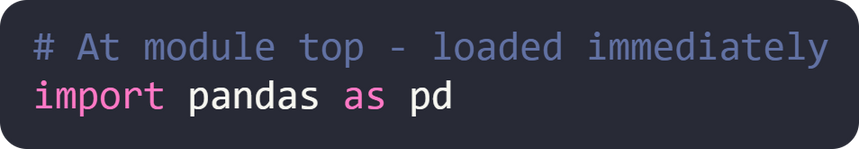 # At module top - loaded immediately
import pandas as pd